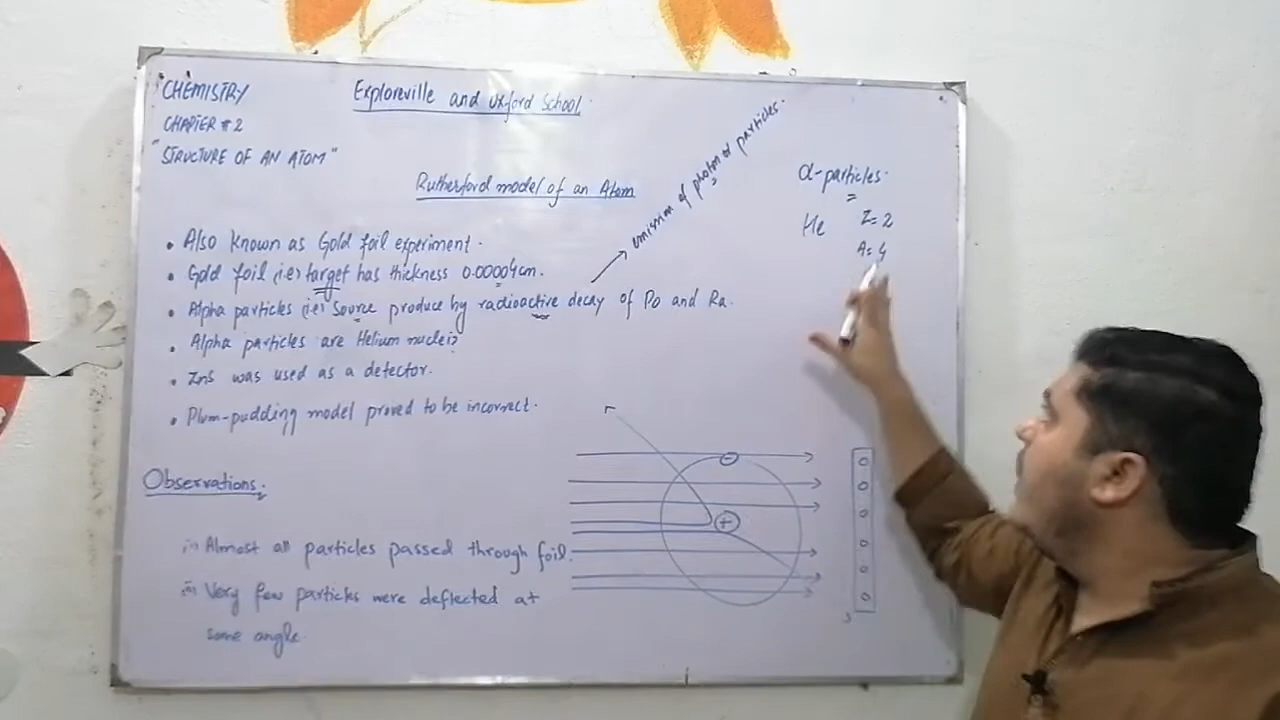 CHEMISTRY
CHAPTER # 2
"STRUCTURE OF AN ATOM"
Exploreville and Oxford School.
Rutherford model of an Atom
• Also known as Gold foil experiment.
• Gold foil (i.e) target has thickness 0.00004cm.
• Alpha particles (i.e) Source produce by radioactive decay of Po and Ra.
• Alpha particles are Helium nuclei
• ZnS was used as a detector.
• Plum-pudding model proved to be incorrect.
emission of photon or particles.
α-particles.
He Z=2
A=4
Observations
i) Almost all particles passed through foil.
ii) Very few particles were deflected at
some angle.
-
+